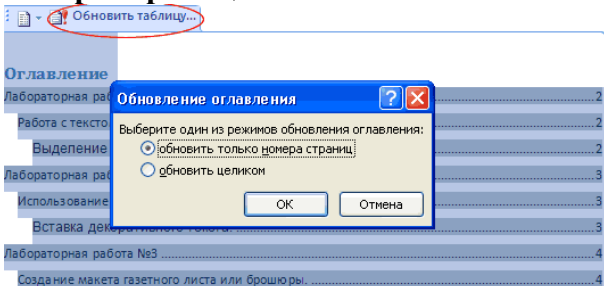 Обновить таблицу...
Оглавление
Лабораторная ра ..... 2
Работа с тексто ..... 2
Выделение ..... 2
Лабораторная ра ..... 3
Использование ..... 3
Вставка декоративного текста. ..... 3
Лабораторная работа №3 ..... 4
Создание макета газетного листа или брошюры. ..... 4
Обновление оглавления
Выберите один из режимов обновления оглавления:
обновить только номера страниц
обновить целиком
ОК
Отмена